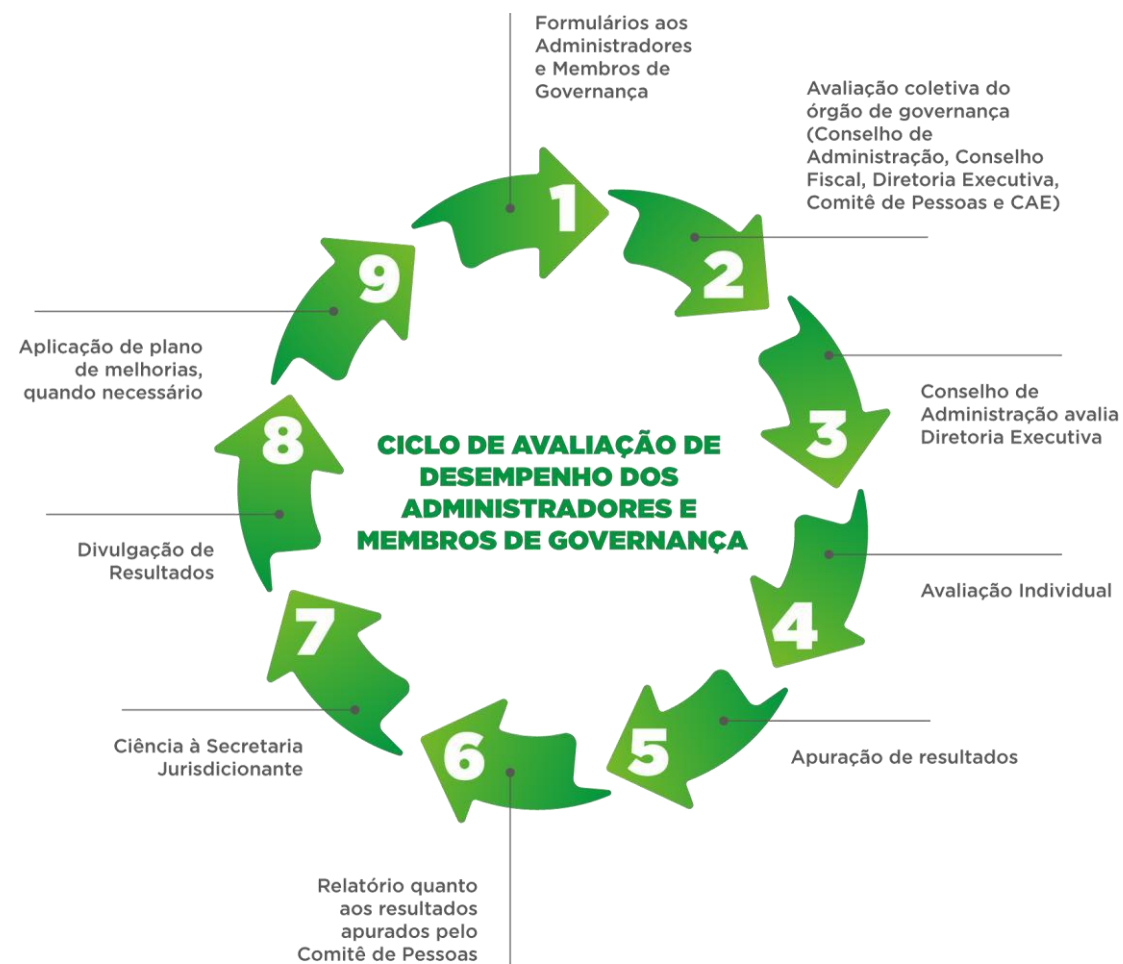 Formulários aos
Administradores
e Membros de
Governança
1
Avaliação coletiva do
órgão de governança
(Conselho de
Administração, Conselho
Fiscal, Diretoria Executiva,
Comitê de Pessoas e CAE)
2
Conselho de
Administração avalia
Diretoria Executiva
3
Avaliação Individual
4
Apuração de resultados
5
Relatório quanto
aos resultados
apurados pelo
Comitê de Pessoas
6
Ciência à Secretaria
Jurisdicionante
7
Divulgação de
Resultados
8
Aplicação de plano
de melhorias,
quando necessário
9
CICLO DE AVALIAÇÃO DE
DESEMPENHO DOS
ADMINISTRADORES E
MEMBROS DE GOVERNANÇA